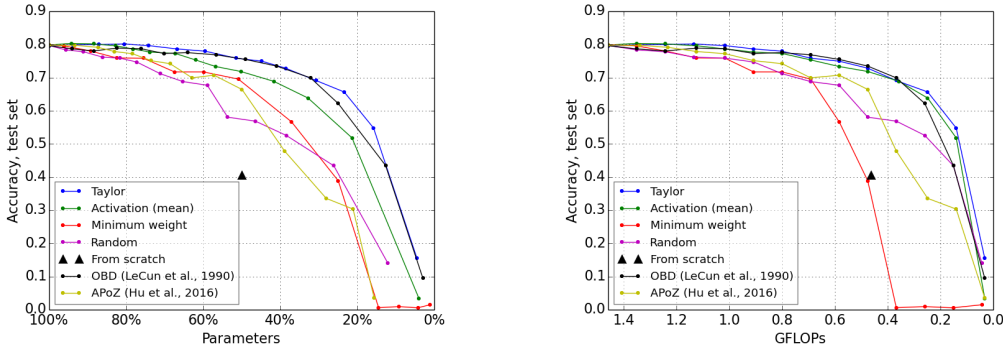 0.9
0.8
0.7
0.6
0.5
0.4
0.3
0.2
0.1
0.0
Accuracy, test set
Taylor
Activation (mean)
Minimum weight
Random
From scratch
OBD (LeCun et al., 1990)
APoZ (Hu et al., 2016)
100% 80% 60% 40% 20% 0%
Parameters
0.9
0.8
0.7
0.6
0.5
0.4
0.3
0.2
0.1
0.0
Accuracy, test set
Taylor
Activation (mean)
Minimum weight
Random
From scratch
OBD (LeCun et al., 1990)
APoZ (Hu et al., 2016)
1.4 1.2 1.0 0.8 0.6 0.4 0.2 0.0
GFLOPs